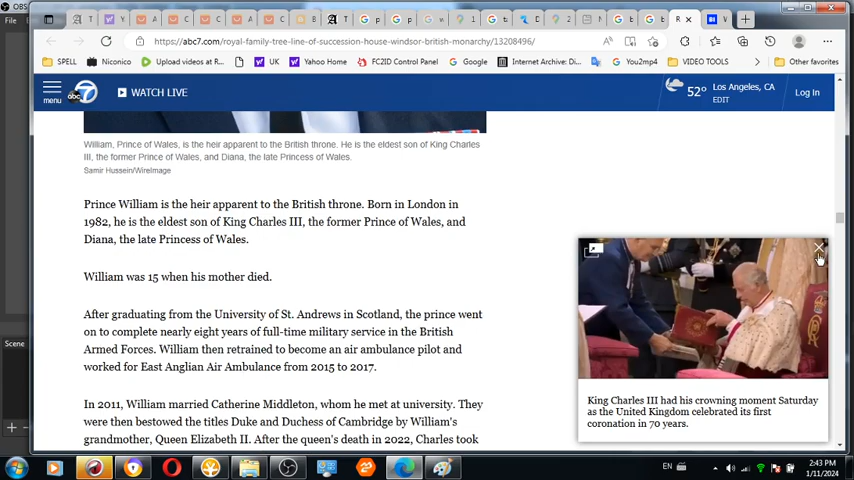 OBS
https://abc7.com/royal-family-tree-line-of-succession-house-windsor-british-monarchy/13208496/
SPELL
Niconico
Upload videos at R...
UK
Yahoo Home
FC2ID Control Panel
Google
Internet Archive: Di...
You2mp4
VIDEO TOOLS
Other favorites
menu
abc 7
WATCH LIVE
52°
Los Angeles, CA
EDIT
Log In
William, Prince of Wales, is the heir apparent to the British throne. He is the eldest son of King Charles
III, the former Prince of Wales, and Diana, the late Princess of Wales.
Samir Hussein/WireImage
Prince William is the heir apparent to the British throne. Born in London in
1982, he is the eldest son of King Charles III, the former Prince of Wales, and
Diana, the late Princess of Wales.
William was 15 when his mother died.
After graduating from the University of St. Andrews in Scotland, the prince went
on to complete nearly eight years of full-time military service in the British
Armed Forces. William then retrained to become an air ambulance pilot and
worked for East Anglian Air Ambulance from 2015 to 2017.
In 2011, William married Catherine Middleton, whom he met at university. They
were then bestowed the titles Duke and Duchess of Cambridge by William's
grandmother, Queen Elizabeth II. After the queen's death in 2022, Charles took
King Charles III had his crowning moment Saturday
as the United Kingdom celebrated its first
coronation in 70 years.
File
Scene
EN
2:43 PM
1/11/2024